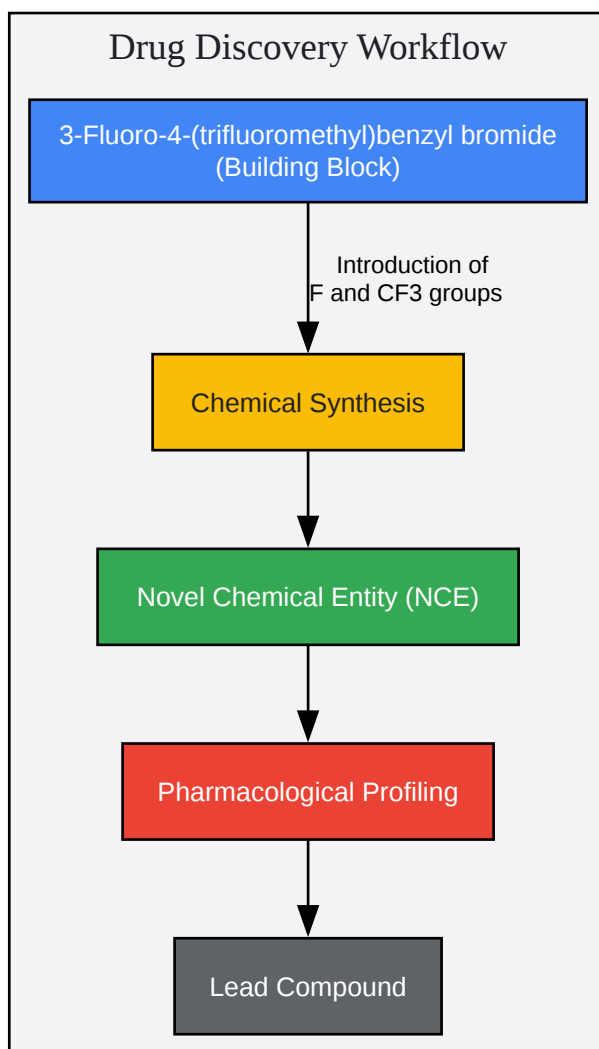 Drug Discovery Workflow
3-Fluoro-4-(trifluoromethyl)benzyl bromide
(Building Block)
Introduction of
F and CF3 groups
Chemical Synthesis
Novel Chemical Entity (NCE)
Pharmacological Profiling
Lead Compound